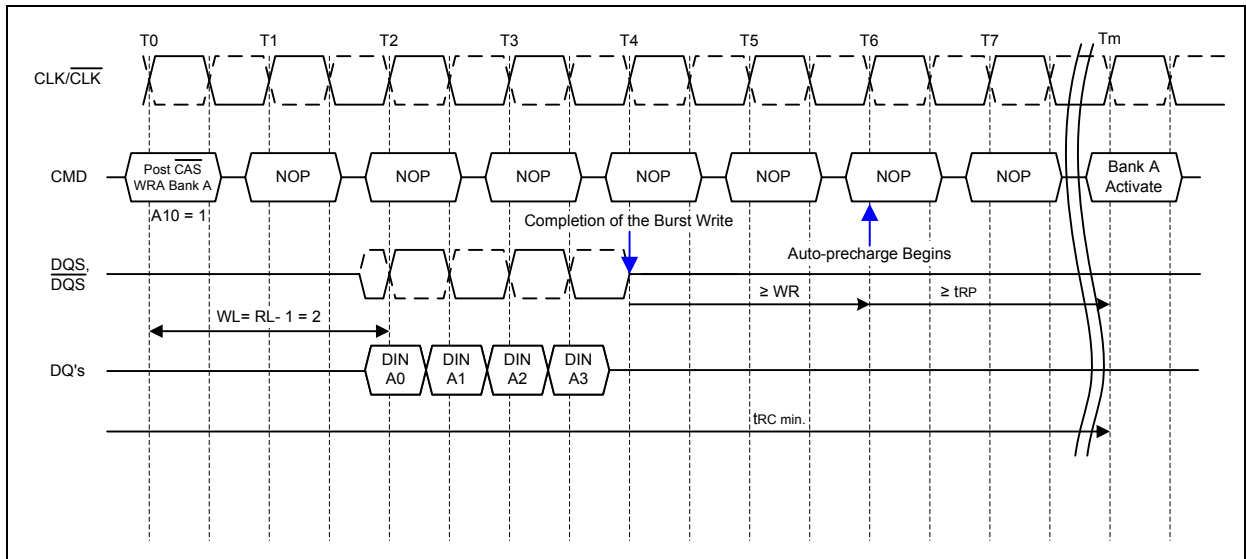 T0 T1 T2 T3 T4 T5 T6 T7 Tm
CLK/CLK
CMD
Post CAS
WRA Bank A
NOP NOP NOP NOP NOP NOP NOP
Bank A
Activate
A10 = 1
Completion of the Burst Write
Auto-precharge Begins
DQS,
DQS
≥ WR ≥ tRP
WL= RL- 1 = 2
DQ's
DIN
A0
DIN
A1
DIN
A2
DIN
A3
tRC min.